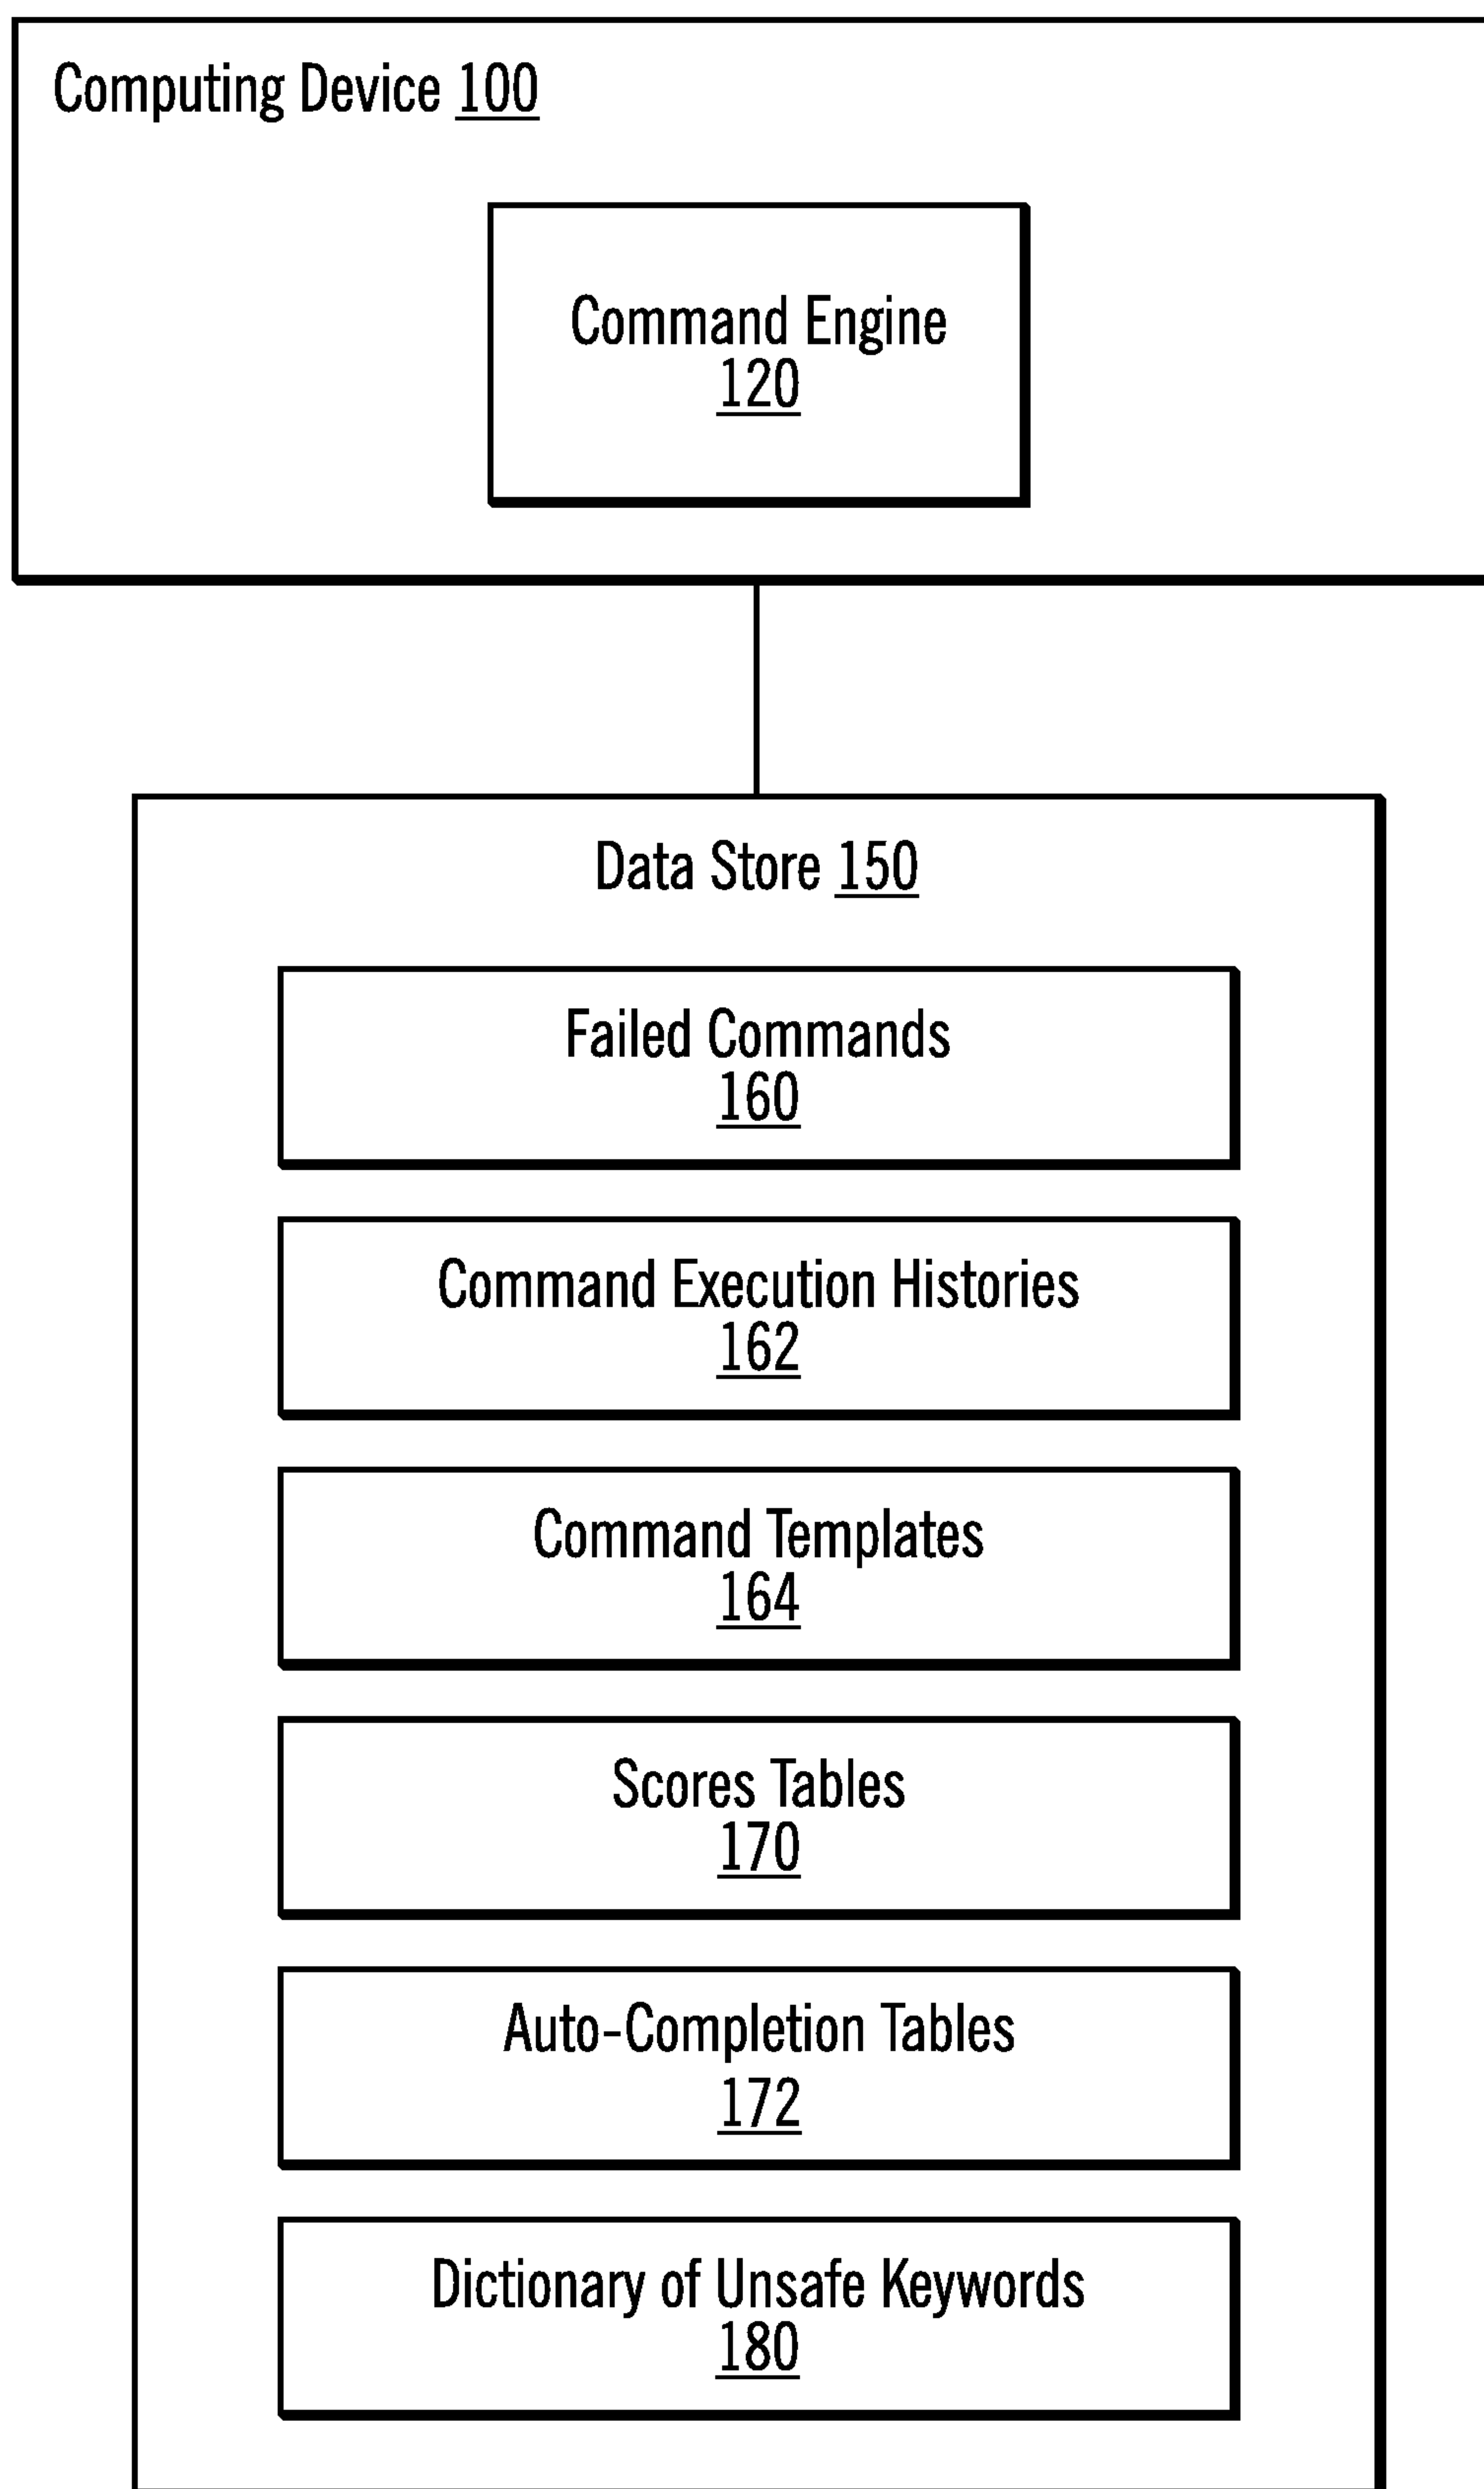 Computing Device 100
Command Engine
120
Data Store 150
Failed Commands
160
Command Execution Histories
162
Command Templates
164
Scores Tables
170
Auto-Completion Tables
172
Dictionary of Unsafe Keywords
180